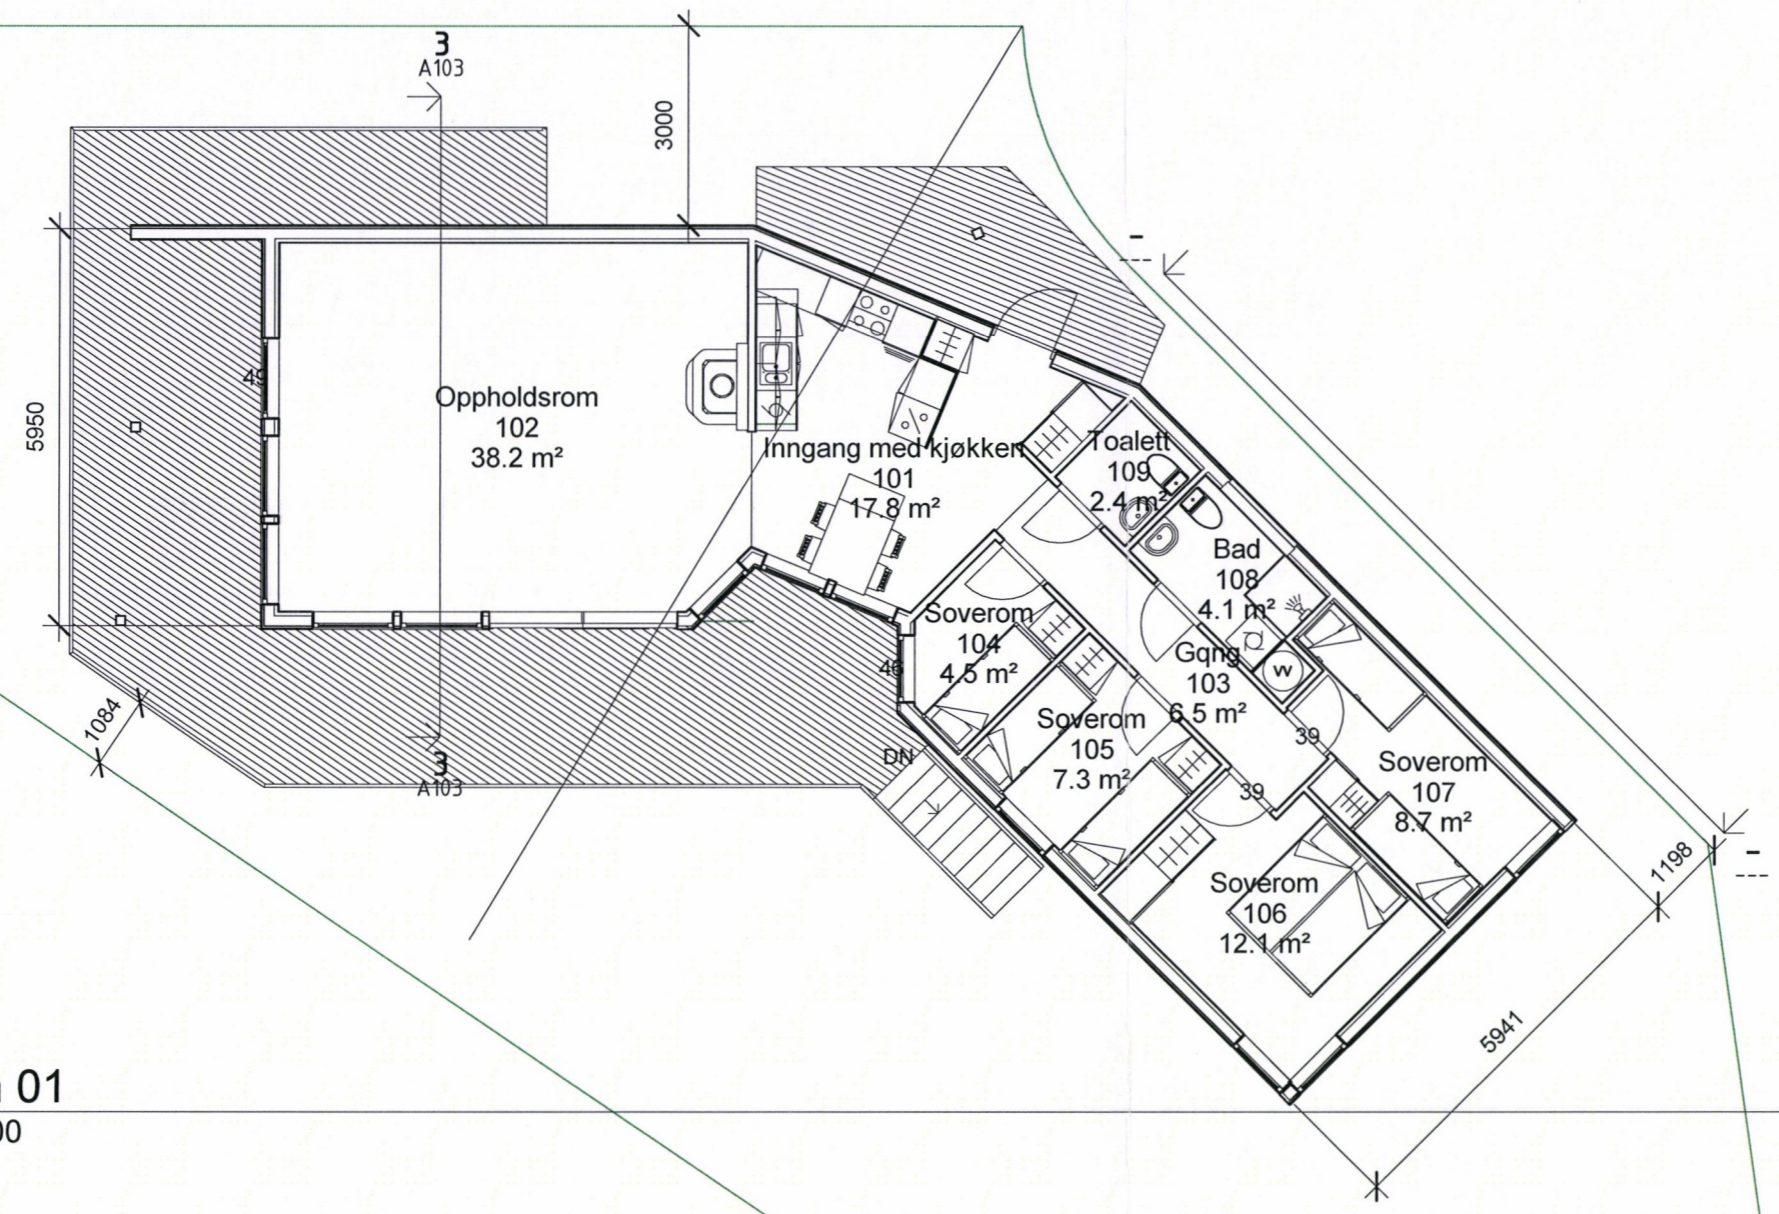 3
A103
3000
5950
49
Oppholdsrom
102
38.2 m²
Inngang med kjøkken
101
17.8 m²
Toalett
109
2.4 m²
Bad
108
4.1 m²
Soverom
104
4.5 m²
46
Gqng
103
6.5 m²
VV
Soverom
105
7.3 m²
39
39
Soverom
107
8.7 m²
Soverom
106
12.1 m²
DN
1084
3
A103
1198
5941
01
00